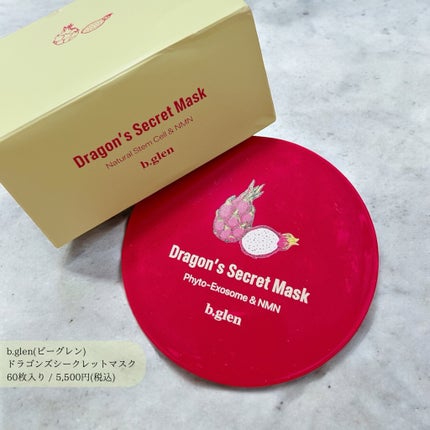 Dragon's Secret Mask
Natural Stem Cell & NMN
b.glen
Dragon's Secret Mask
Phyto-Exosome & NMN
b.glen
b.glen(ビーグレン)
ドラゴンズシークレットマスク
60枚入り / 5,500円(税込)